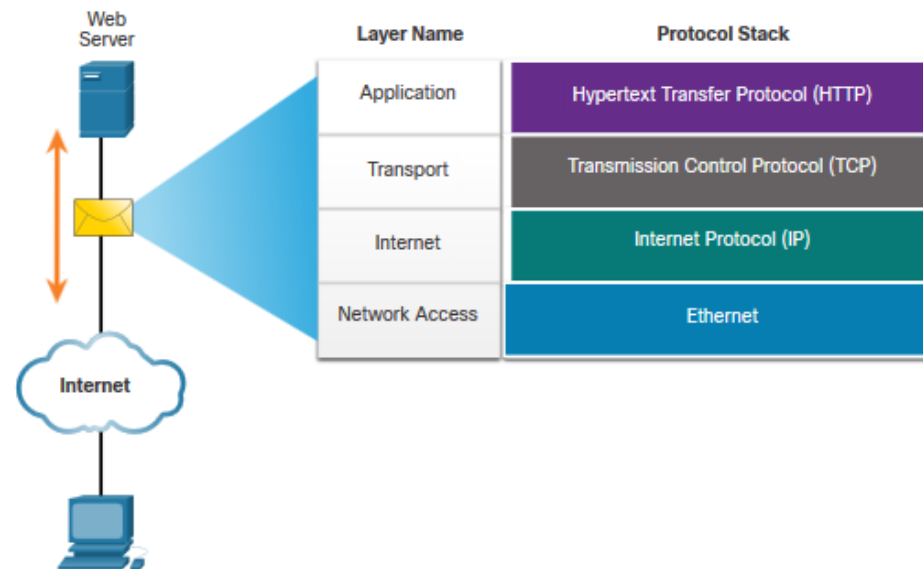 Web
Server
Layer Name
Protocol Stack
Application
Hypertext Transfer Protocol (HTTP)
Transport
Transmission Control Protocol (TCP)
Internet
Internet Protocol (IP)
Network Access
Ethernet
Internet